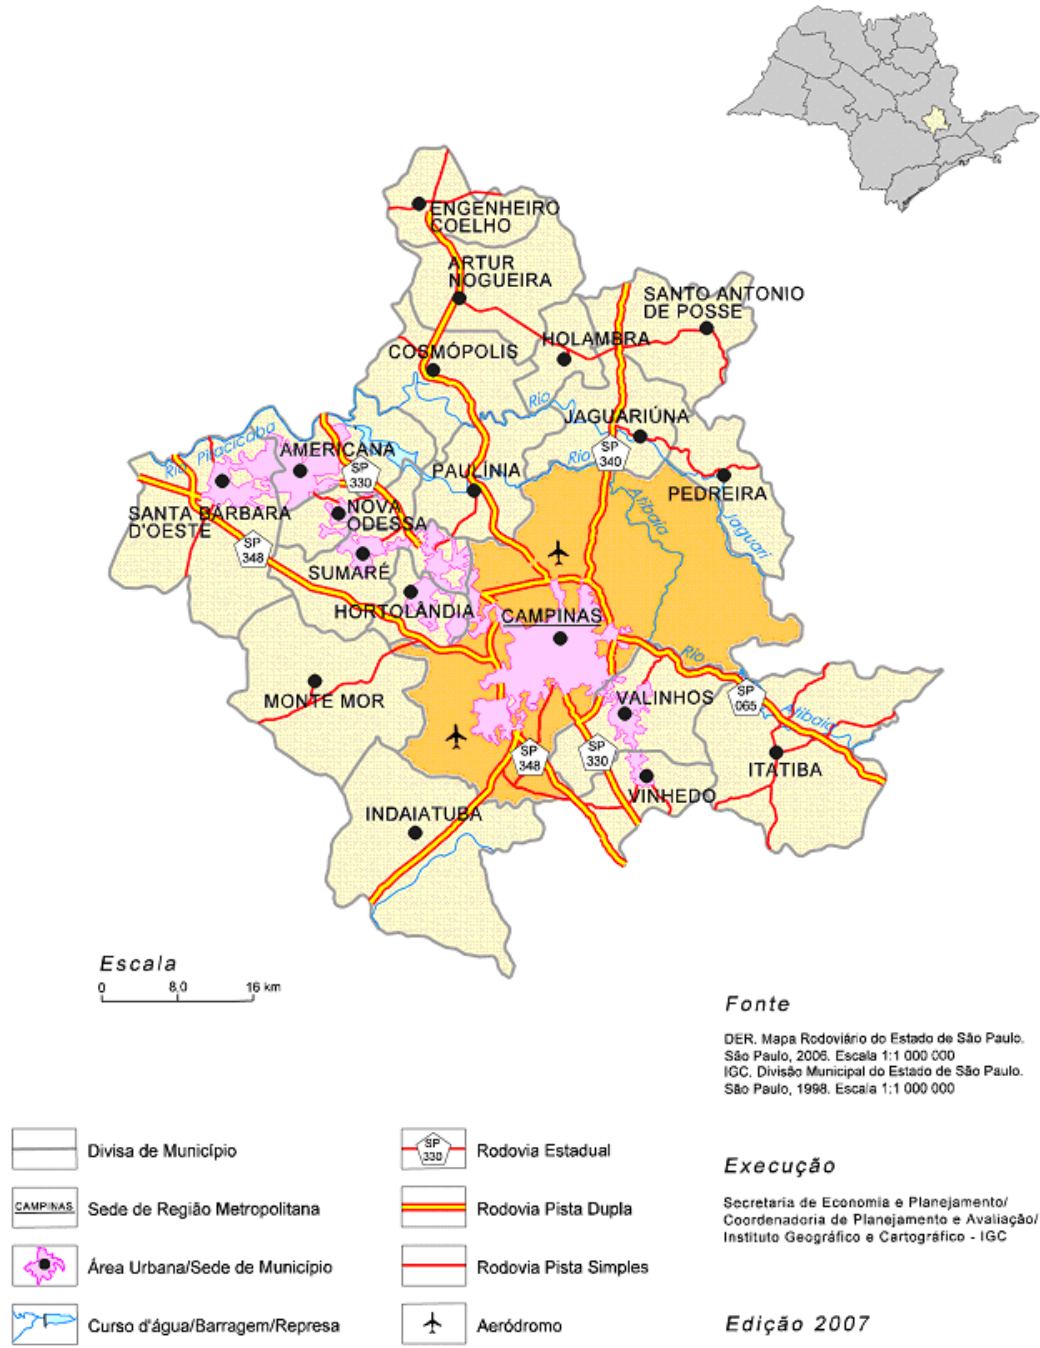 ENGENHEIRO
COELHO
ARTUR
NOGUEIRA
SANTO ANTONIO
DE POSSE
HOLAMBRA
COSMÓPOLIS
Rio
JAGUARIÚNA
Rio Piracicaba
AMERICANA
SP
330
PAULÍNIA
Rio
SP
340
PEDREIRA
Atibaia
Jaguari
SANTA BÁRBARA
D'OESTE
NOVA
ODESSA
SP
348
SUMARÉ
HORTOLÂNDIA
CAMPINAS
Rio
MONTE MOR
VALINHOS
SP
065
Atibaia
SP
348
SP
330
ITATIBA
VINHEDO
INDAIATUBA
Escala
0 8,0 16 km
Fonte
DER. Mapa Rodoviário do Estado de São Paulo.
São Paulo, 2006. Escala 1:1 000 000
IGC. Divisão Municipal do Estado de São Paulo.
São Paulo, 1998. Escala 1:1 000 000
Divisa de Município
SP
330
Rodovia Estadual
Execução
CAMPINAS
Sede de Região Metropolitana
Rodovia Pista Dupla
Secretaria de Economia e Planejamento/
Coordenadoria de Planejamento e Avaliação/
Instituto Geográfico e Cartográfico - IGC
Área Urbana/Sede de Município
Rodovia Pista Simples
Curso d'água/Barragem/Represa
Aeródromo
Edição 2007